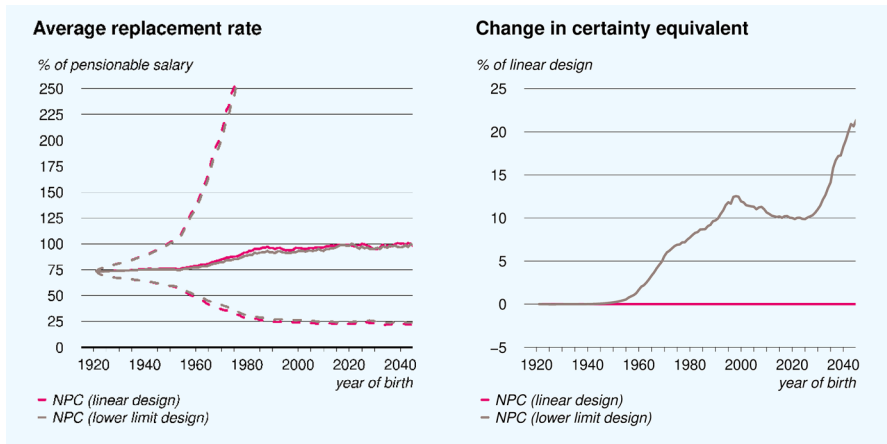 Average replacement rate
% of pensionable salary
250
225
200
175
150
125
100
75
50
25
0
1920 1940 1960 1980 2000 2020 2040
year of birth
NPC (linear design)
NPC (lower limit design)
Change in certainty equivalent
% of linear design
25
20
15
10
5
0
−5
1920 1940 1960 1980 2000 2020 2040
year of birth
NPC (linear design)
NPC (lower limit design)